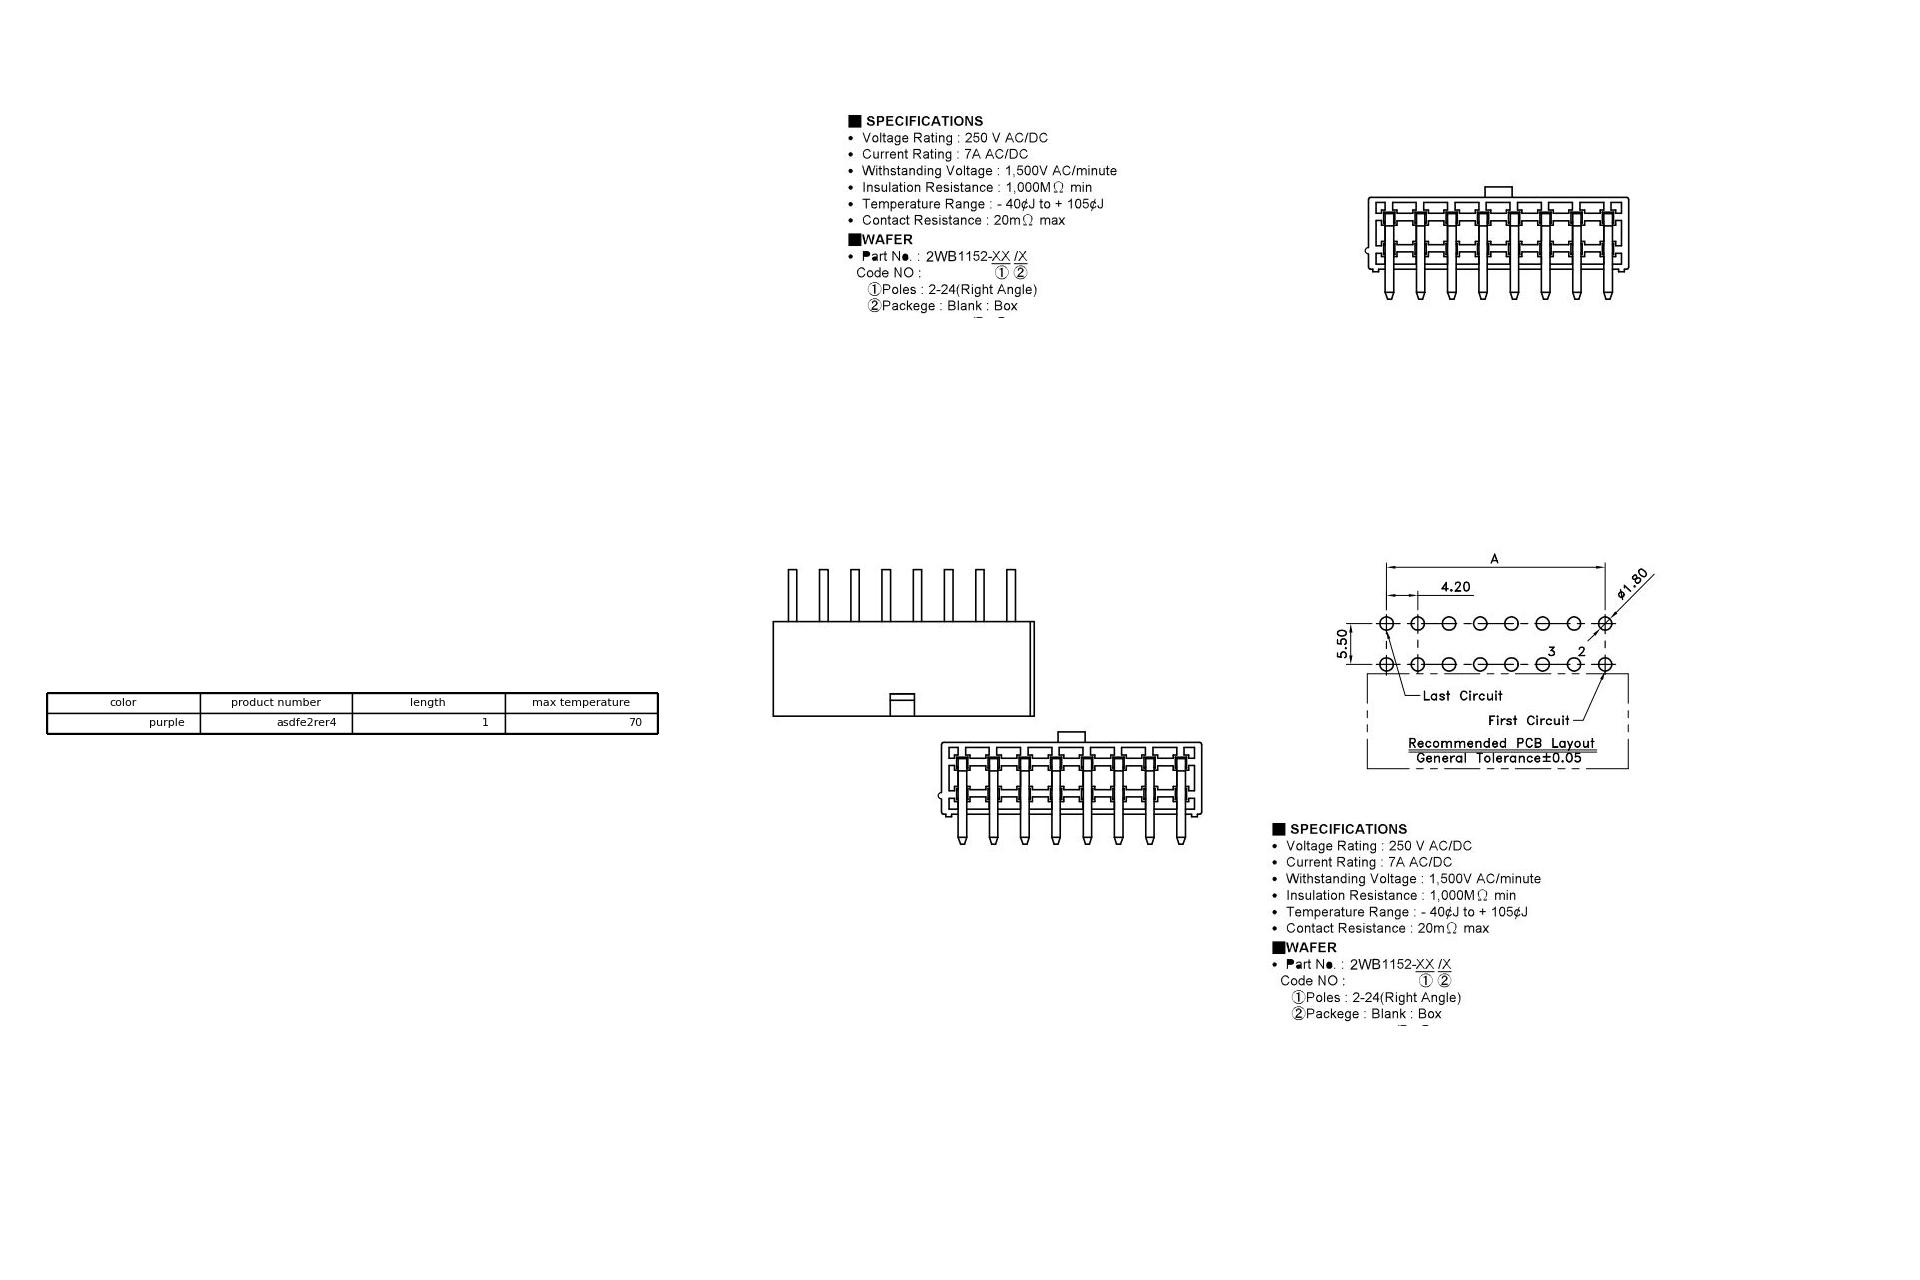 ■ SPECIFICATIONS
• Voltage Rating : 250 V AC/DC
• Current Rating : 7A AC/DC
• Withstanding Voltage : 1,500V AC/minute
• Insulation Resistance : 1,000MΩ min
• Temperature Range : - 40¢J to + 105¢J
• Contact Resistance : 20mΩ max
■WAFER
• Part No. : 2WB1152-XX /X
Code NO : ① ②
①Poles : 2-24(Right Angle)
②Packege : Blank : Box
color product number length max temperature
purple asdfe2rer4 1 70
A
4.20
ø1.80
5.50
3 2
Last Circuit
First Circuit
Recommended PCB Layout
General Tolerance±0.05
■ SPECIFICATIONS
• Voltage Rating : 250 V AC/DC
• Current Rating : 7A AC/DC
• Withstanding Voltage : 1,500V AC/minute
• Insulation Resistance : 1,000MΩ min
• Temperature Range : - 40¢J to + 105¢J
• Contact Resistance : 20mΩ max
■WAFER
• Part No. : 2WB1152-XX /X
Code NO : ① ②
①Poles : 2-24(Right Angle)
②Packege : Blank : Box